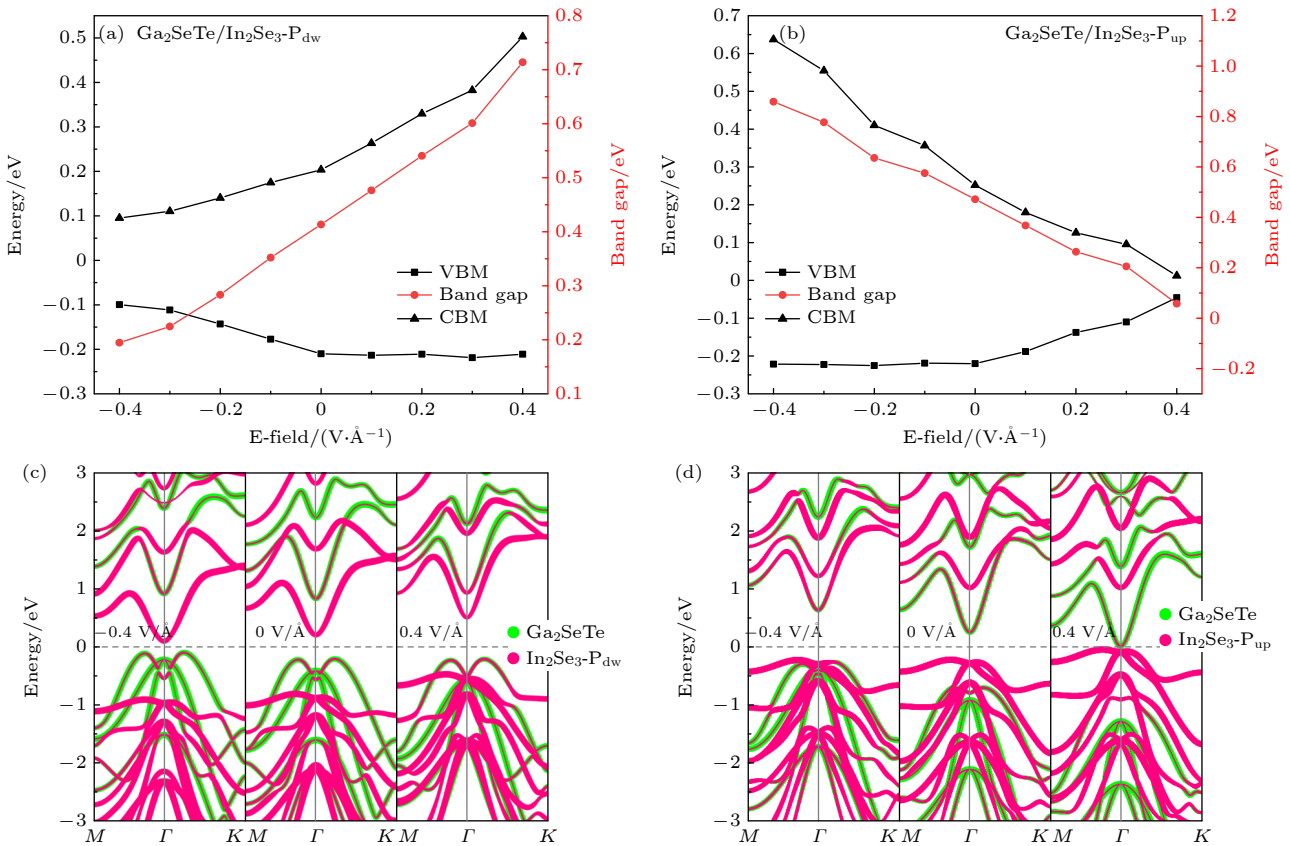 (a) Ga₂SeTe/In₂Se₃-P_dw
0.5
0.4
0.3
0.2
0.1
0
−0.1
−0.2
−0.3
Energy/eV
0.8
0.7
0.6
0.5
0.4
0.3
0.2
0.1
Band gap/eV
VBM
Band gap
CBM
−0.4 −0.2 0 0.2 0.4
E-field/(V·Å⁻¹)
(b) Ga₂SeTe/In₂Se₃-P_up
0.7
0.6
0.5
0.4
0.3
0.2
0.1
0
−0.1
−0.2
−0.3
Energy/eV
1.2
1.0
0.8
0.6
0.4
0.2
0
−0.2
Band gap/eV
VBM
Band gap
CBM
−0.4 −0.2 0 0.2 0.4
E-field/(V·Å⁻¹)
(c)
3
2
1
0
−1
−2
−3
Energy/eV
−0.4 V/Å 0 V/Å 0.4 V/Å
Ga₂SeTe
In₂Se₃-P_dw
M Γ K M Γ K M Γ K
(d)
3
2
1
0
−1
−2
−3
Energy/eV
−0.4 V/Å 0 V/Å 0.4 V/Å
Ga₂SeTe
In₂Se₃-P_up
M Γ K M Γ K M Γ K